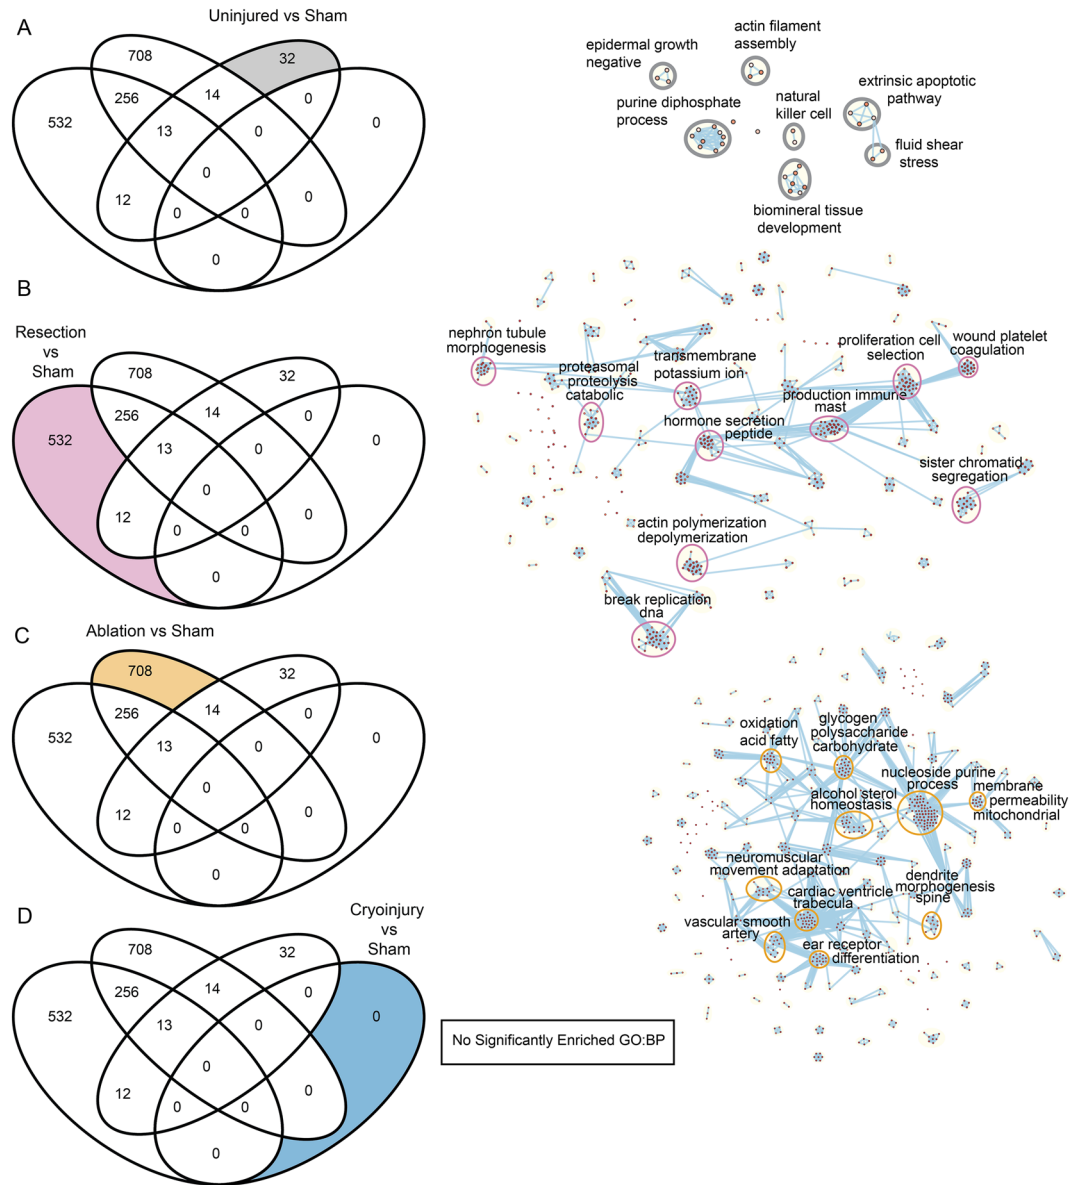 A
Uninjured vs Sham
708
32
532
256
14
0
0
13
0
0
12
0
0
0
0
epidermal growth
negative
actin filament
assembly
purine diphosphate
process
natural
killer cell
extrinsic apoptotic
pathway
fluid shear
stress
biomineral tissue
development
B
Resection
vs
Sham
708
32
532
256
14
0
0
13
0
0
12
0
0
0
0
nephron tubule
morphogenesis
proteasomal
proteolysis
catabolic
transmembrane
potassium ion
proliferation cell
selection
wound platelet
coagulation
production immune
mast
hormone secretion
peptide
sister chromatid
segregation
actin polymerization
depolymerization
break replication
dna
C
Ablation vs Sham
708
32
532
256
14
0
0
13
0
0
12
0
0
0
0
oxidation
acid fatty
glycogen
polysaccharide
carbohydrate
nucleoside purine
process
membrane
permeability
mitochondrial
alcohol sterol
homeostasis
neuromuscular
movement adaptation
cardiac ventricle
trabecula
dendrite
morphogenesis
spine
vascular smooth
artery
ear receptor
differentiation
D
Cryoinjury
vs
Sham
708
32
532
256
14
0
0
13
0
0
12
0
0
0
0
No Significantly Enriched GO:BP